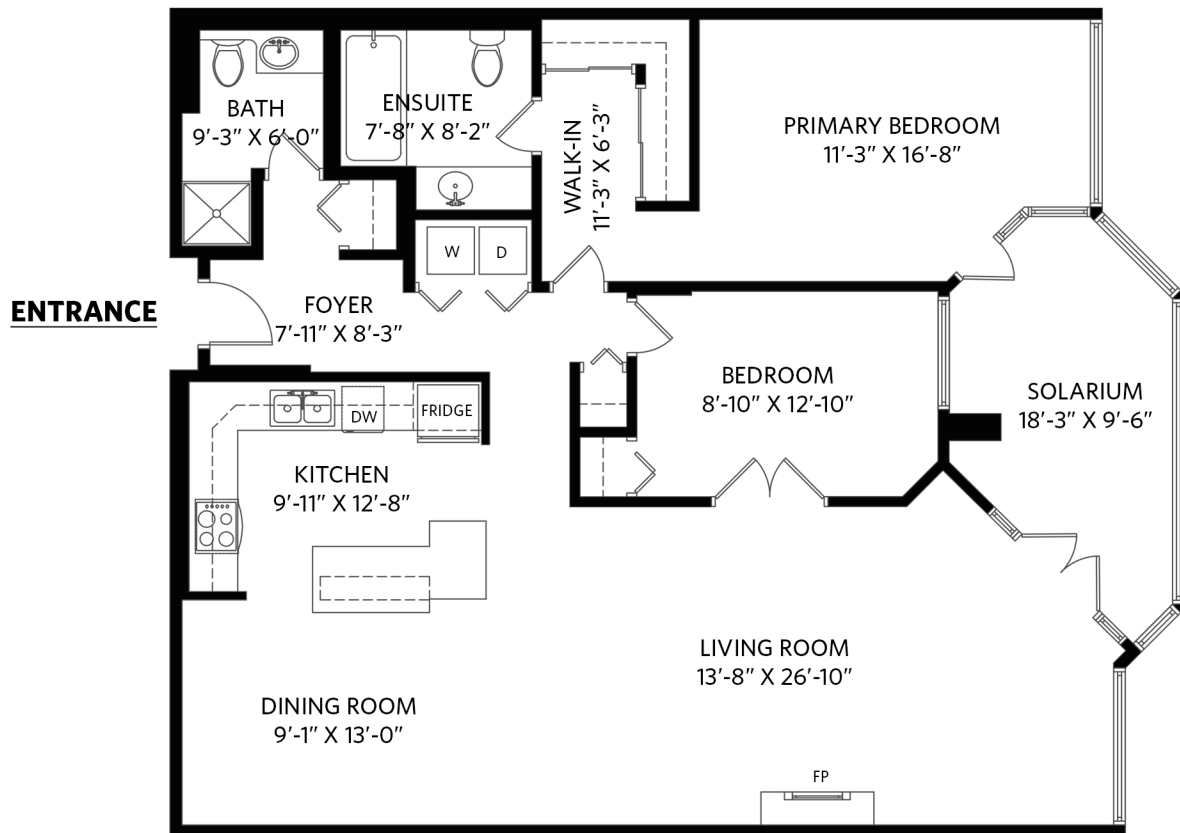 BATH
9'-3" X 6'-0"
ENSUITE
7'-8" X 8'-2"
WALK-IN
11'-3" X 6'-3"
PRIMARY BEDROOM
11'-3" X 16'-8"
W
D
ENTRANCE
FOYER
7'-11" X 8'-3"
BEDROOM
8'-10" X 12'-10"
SOLARIUM
18'-3" X 9'-6"
DW
FRIDGE
KITCHEN
9'-11" X 12'-8"
LIVING ROOM
13'-8" X 26'-10"
DINING ROOM
9'-1" X 13'-0"
FP